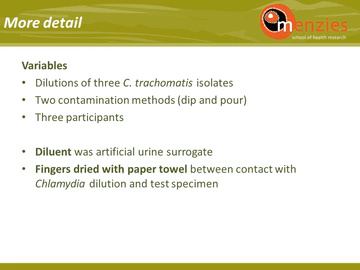 More detail
menzies
school of health research
Variables
• Dilutions of three C. trachomatis isolates
• Two contamination methods (dip and pour)
• Three participants
• Diluent was artificial urine surrogate
• Fingers dried with paper towel between contact with
Chlamydia dilution and test specimen